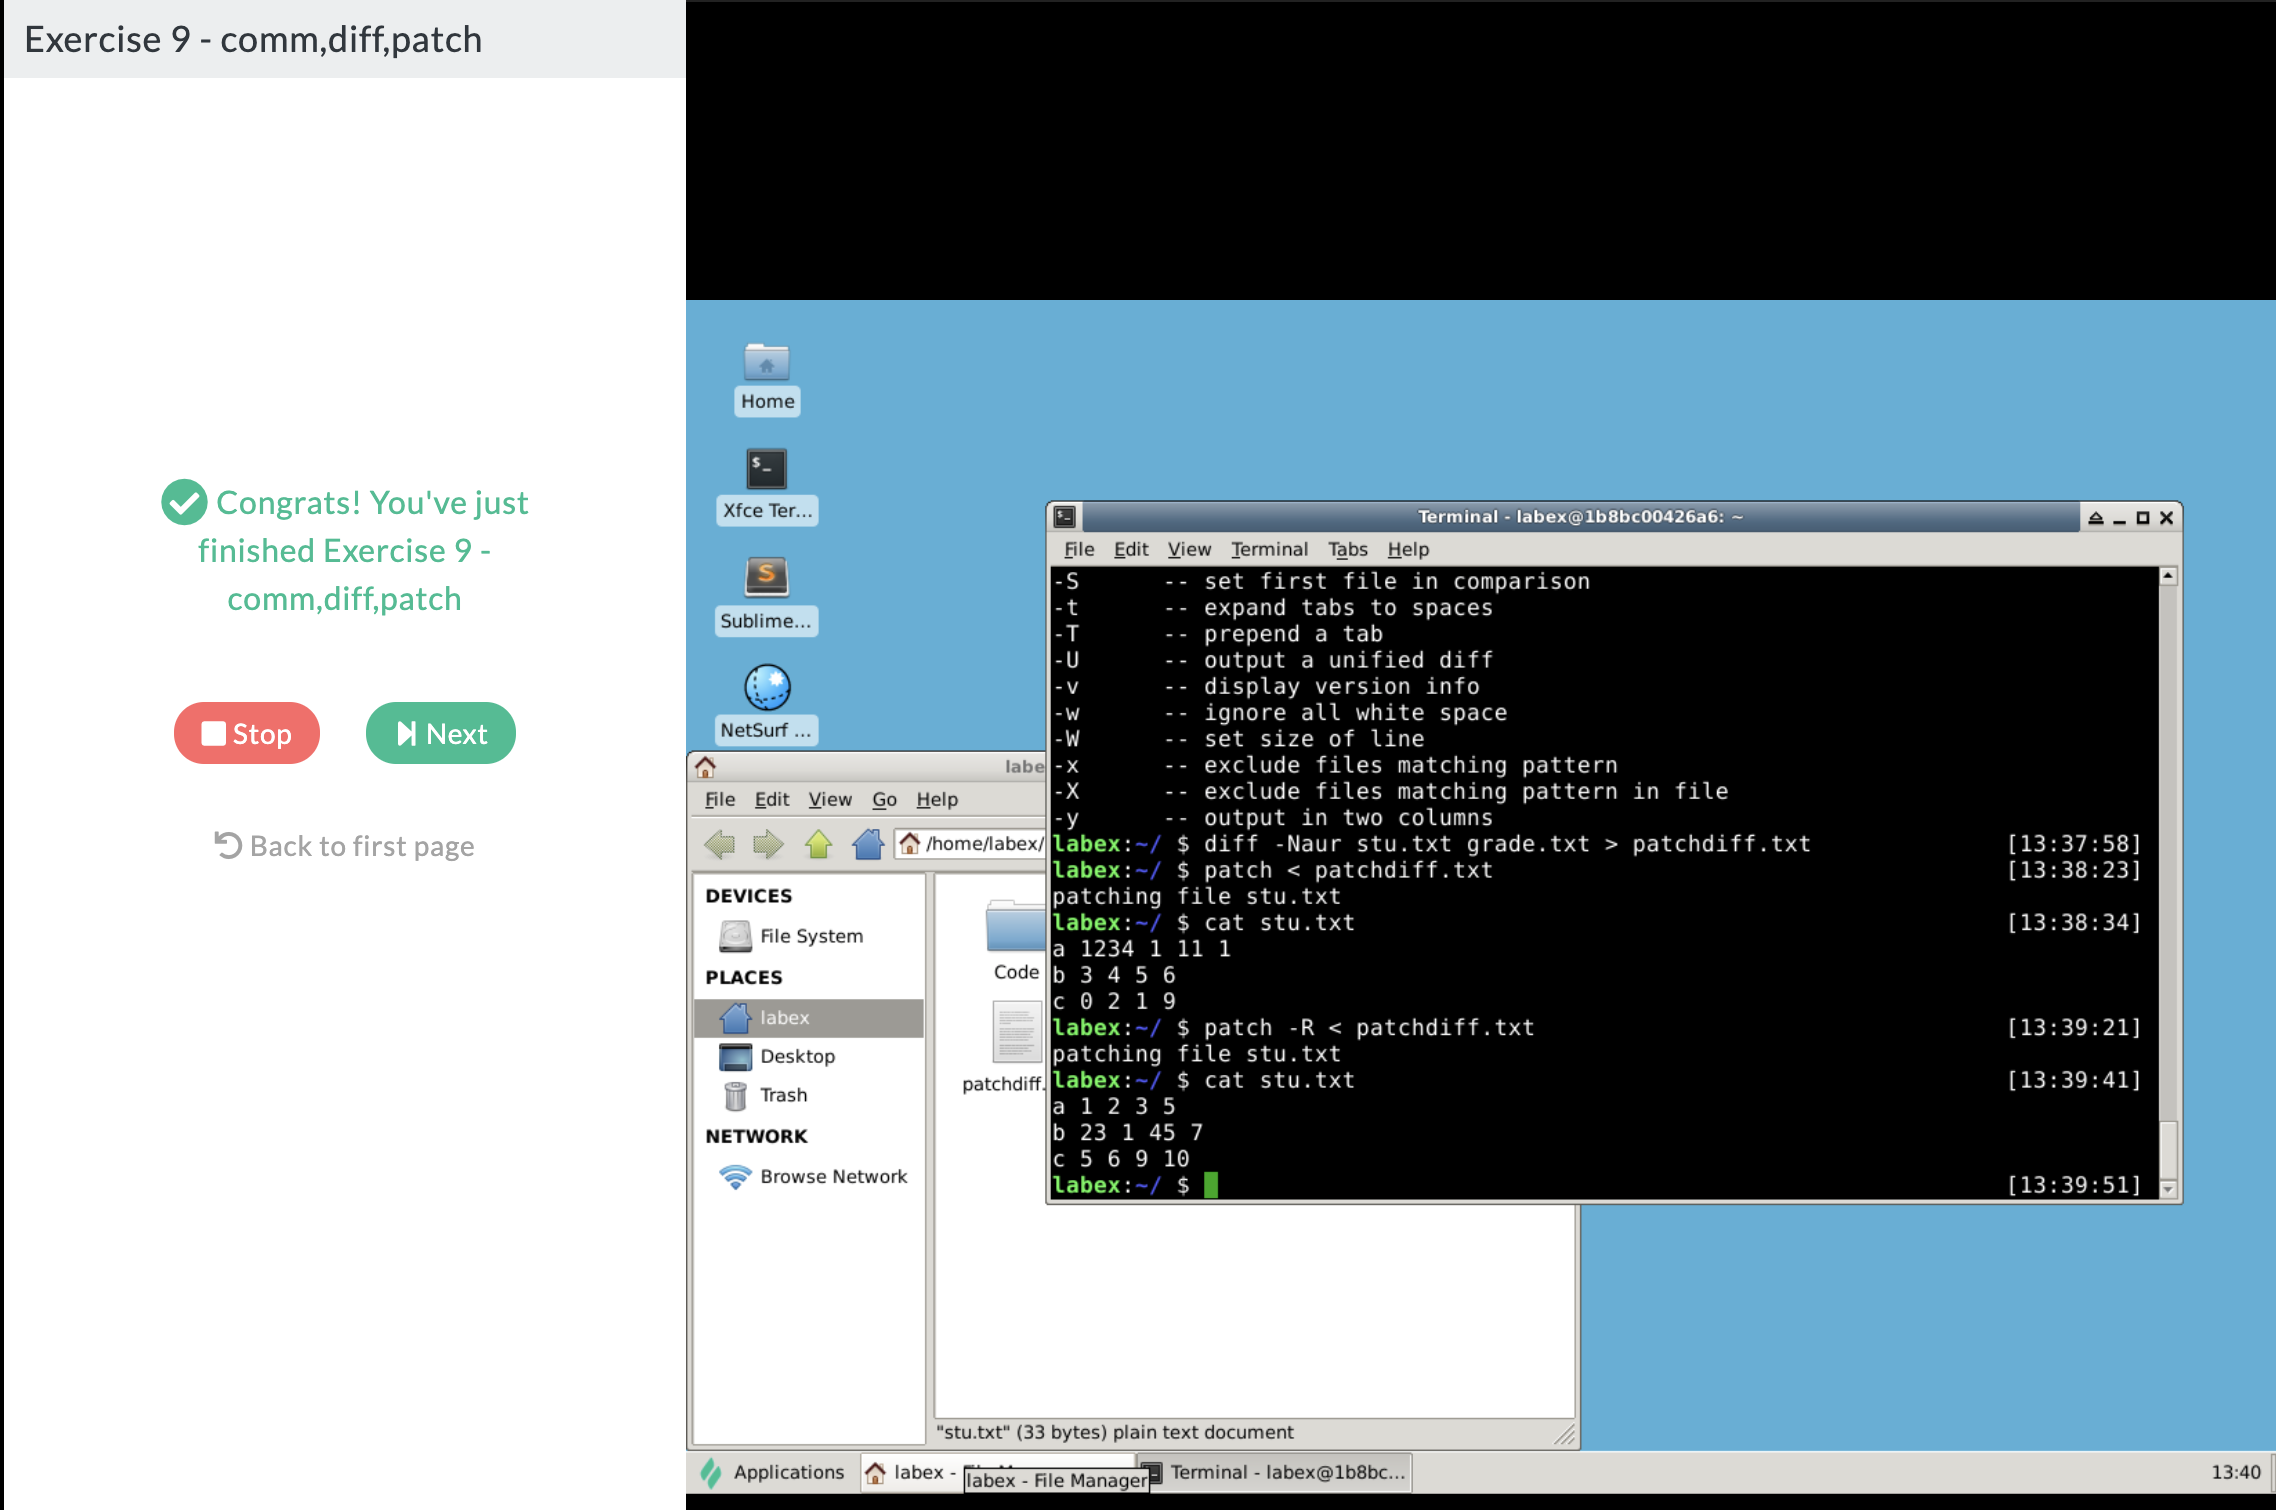 Exercise 9 - comm,diff,patch
Congrats! You've just
finished Exercise 9 -
comm,diff,patch
Stop
Next
Back to first page
Home
$_
Xfce Ter...
S
Sublime...
NetSurf ...
labe
File Edit View Go Help
/home/labex/
DEVICES
File System
PLACES
labex
Desktop
Trash
NETWORK
Browse Network
Code
patchdiff.
"stu.txt" (33 bytes) plain text document
Terminal - labex@1b8bc00426a6: ~
File Edit View Terminal Tabs Help
-S -- set first file in comparison
-t -- expand tabs to spaces
-T -- prepend a tab
-U -- output a unified diff
-v -- display version info
-w -- ignore all white space
-W -- set size of line
-x -- exclude files matching pattern
-X -- exclude files matching pattern in file
-y -- output in two columns
labex:~/ $ diff -Naur stu.txt grade.txt > patchdiff.txt [13:37:58]
labex:~/ $ patch < patchdiff.txt [13:38:23]
patching file stu.txt
labex:~/ $ cat stu.txt [13:38:34]
a 1234 1 11 1
b 3 4 5 6
c 0 2 1 9
labex:~/ $ patch -R < patchdiff.txt [13:39:21]
patching file stu.txt
labex:~/ $ cat stu.txt [13:39:41]
a 1 2 3 5
b 23 1 45 7
c 5 6 9 10
labex:~/ $ [13:39:51]
Applications
labex -
labex - File Manager
Terminal - labex@1b8bc...
13:40